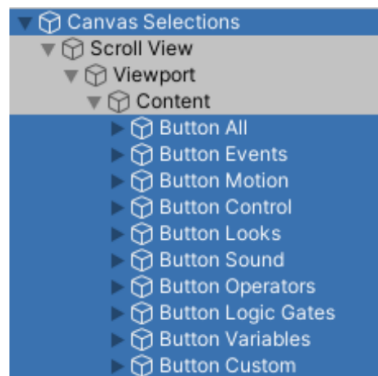 Canvas Selections
Scroll View
Viewport
Content
Button All
Button Events
Button Motion
Button Control
Button Looks
Button Sound
Button Operators
Button Logic Gates
Button Variables
Button Custom